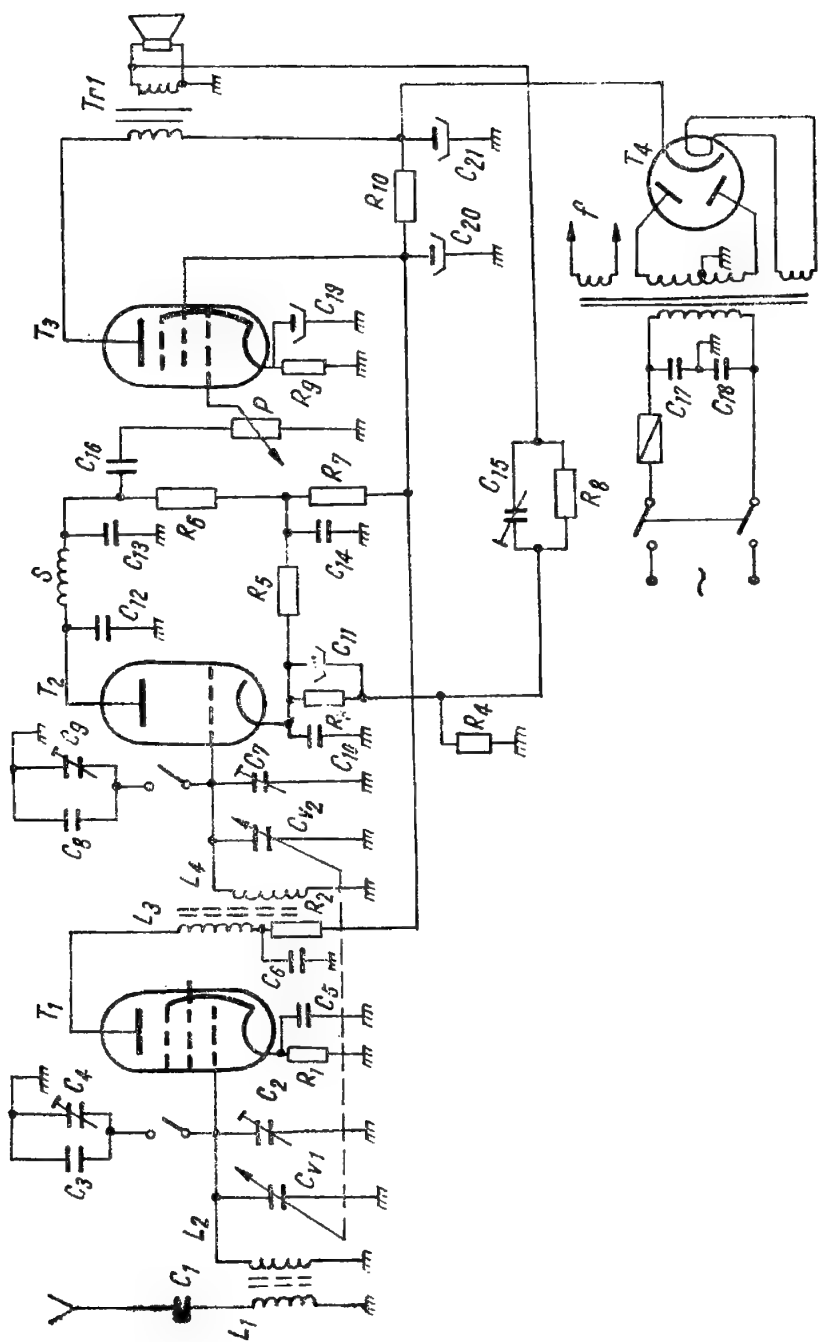 C₁
L₁
L₂
C₃
C₄
C₂
Cv₁
T₁
R₁
C₅
C₆
L₃
R₂
L₄
C₈
C₉
C₇
Cv₂
T₂
C₁₀
C₁₁
R₄
C₁₂
S
C₁₃
R₅
R₆
C₁₄
R₇
C₁₆
P
T₃
R₉
C₁₉
C₂₀
R₁₀
C₂₁
Tr1
C₁₅
R₈
~
C₁₇
C₁₈
f
T₄